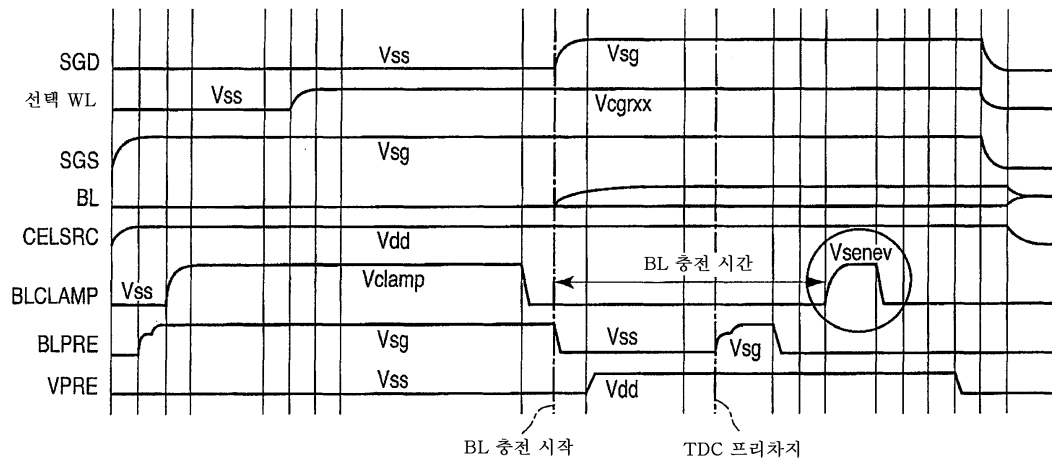 SGD Vss Vsg
선택 WL Vss Vcgrxx
SGS Vsg
BL
CELSRC Vdd
BLCLAMP Vss Vclamp BL 충전 시간 Vsenev
BLPRE Vsg Vss Vsg
VPRE Vss Vdd
BL 충전 시작 TDC 프리차지